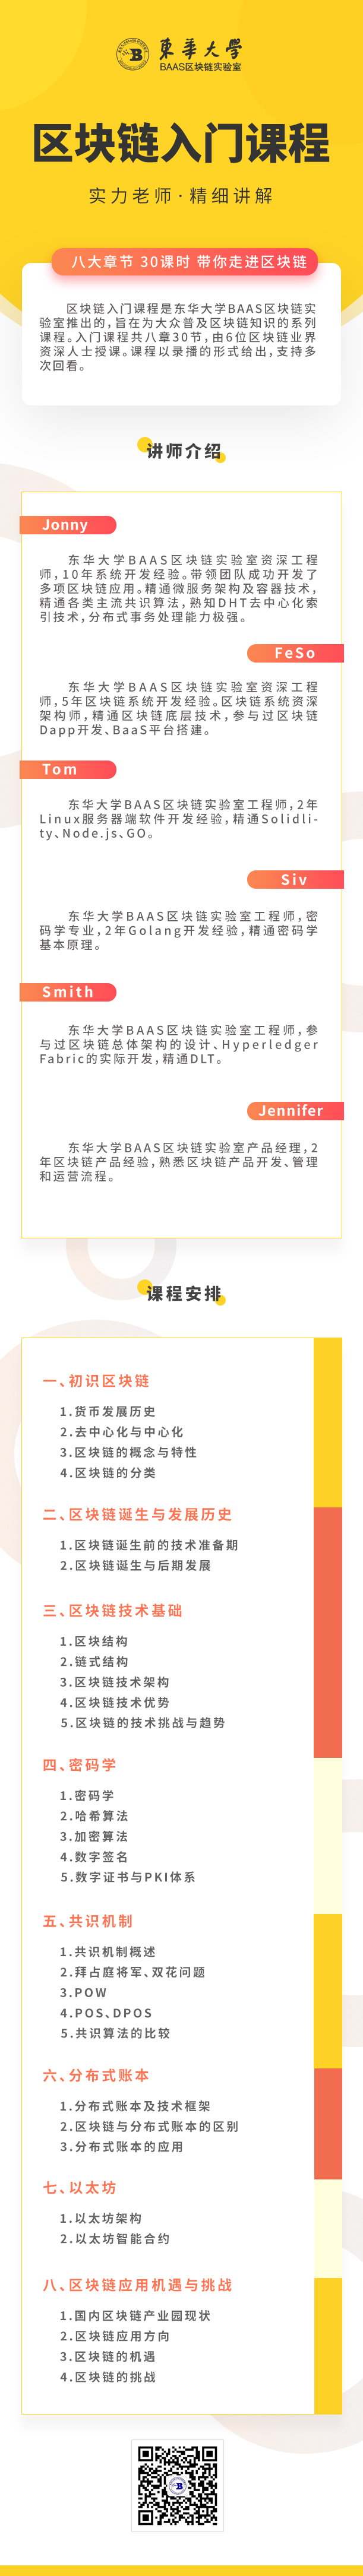 東華大学
BAAS区块链实验室
区块链入门课程
实力老师·精细讲解
八大章节 30课时 带你走进区块链
区块链入门课程是东华大学BAAS区块链实
验室推出的,旨在为大众普及区块链知识的系列
课程。入门课程共八章30节,由6位区块链业界
资深人士授课。课程以录播的形式给出,支持多
次回看。
讲师介绍
Jonny
东华大学BAAS区块链实验室资深工程
师,10年系统开发经验。带领团队成功开发了
多项区块链应用。精通微服务架构及容器技术,
精通各类主流共识算法,熟知DHT去中心化索
引技术,分布式事务处理能力极强。
FeSo
东华大学BAAS区块链实验室资深工程
师,5年区块链系统开发经验。区块链系统资深
架构师,精通区块链底层技术,参与过区块链
Dapp开发、BaaS平台搭建。
Tom
东华大学BAAS区块链实验室工程师,2年
Linux服务器端软件开发经验,精通Solidli-
ty、Node.js、GO。
Siv
东华大学BAAS区块链实验室工程师,密
码学专业,2年Golang开发经验,精通密码学
基本原理。
Smith
东华大学BAAS区块链实验室工程师,参
与过区块链总体架构的设计、Hyperledger
Fabric的实际开发,精通DLT。
Jennifer
东华大学BAAS区块链实验室产品经理,2
年区块链产品经验,熟悉区块链产品开发、管理
和运营流程。
课程安排
一、初识区块链
1.货币发展历史
2.去中心化与中心化
3.区块链的概念与特性
4.区块链的分类
二、区块链诞生与发展历史
1.区块链诞生前的技术准备期
2.区块链诞生与后期发展
三、区块链技术基础
1.区块结构
2.链式结构
3.区块链技术架构
4.区块链技术优势
5.区块链的技术挑战与趋势
四、密码学
1.密码学
2.哈希算法
3.加密算法
4.数字签名
5.数字证书与PKI体系
五、共识机制
1.共识机制概述
2.拜占庭将军、双花问题
3.POW
4.POS、DPOS
5.共识算法的比较
六、分布式账本
1.分布式账本及技术框架
2.区块链与分布式账本的区别
3.分布式账本的应用
七、以太坊
1.以太坊架构
2.以太坊智能合约
八、区块链应用机遇与挑战
1.国内区块链产业园现状
2.区块链应用方向
3.区块链的机遇
4.区块链的挑战